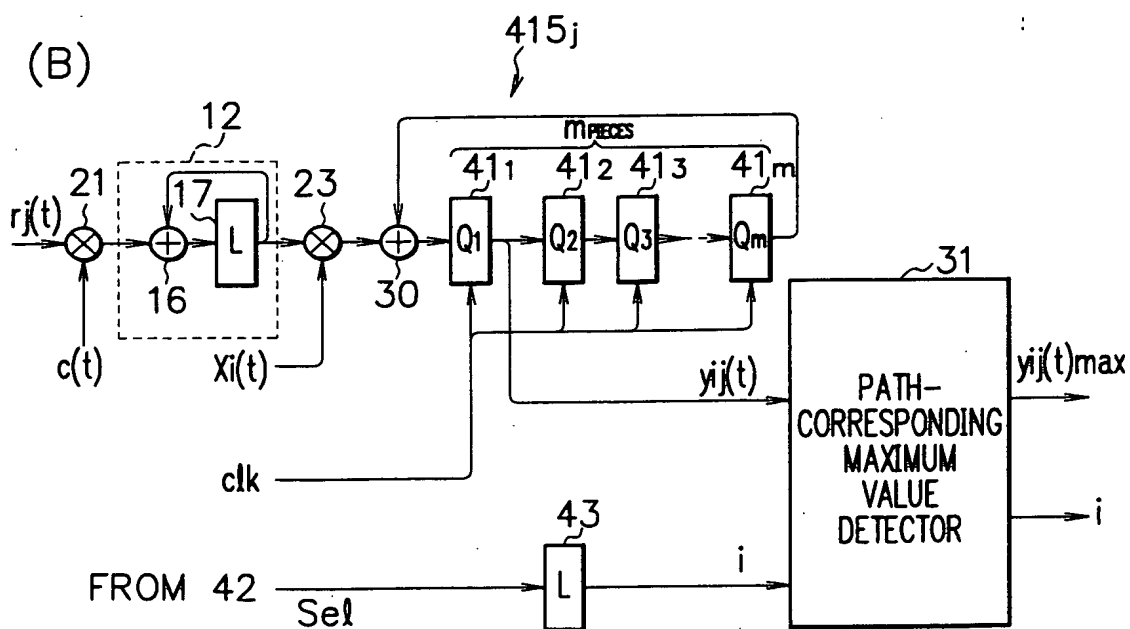 415j
(B)
m PIECES
12
41₁ 41₂ 41₃ 41m
21 17 23
rj(t)
L Q₁ Q₂ Q₃ Qm
16 30
31
c(t) Xi(t)
yij(t) yij(t)max
PATH-
CORRESPONDING
MAXIMUM
VALUE
DETECTOR
clk
43
i i
FROM 42 L
Sel